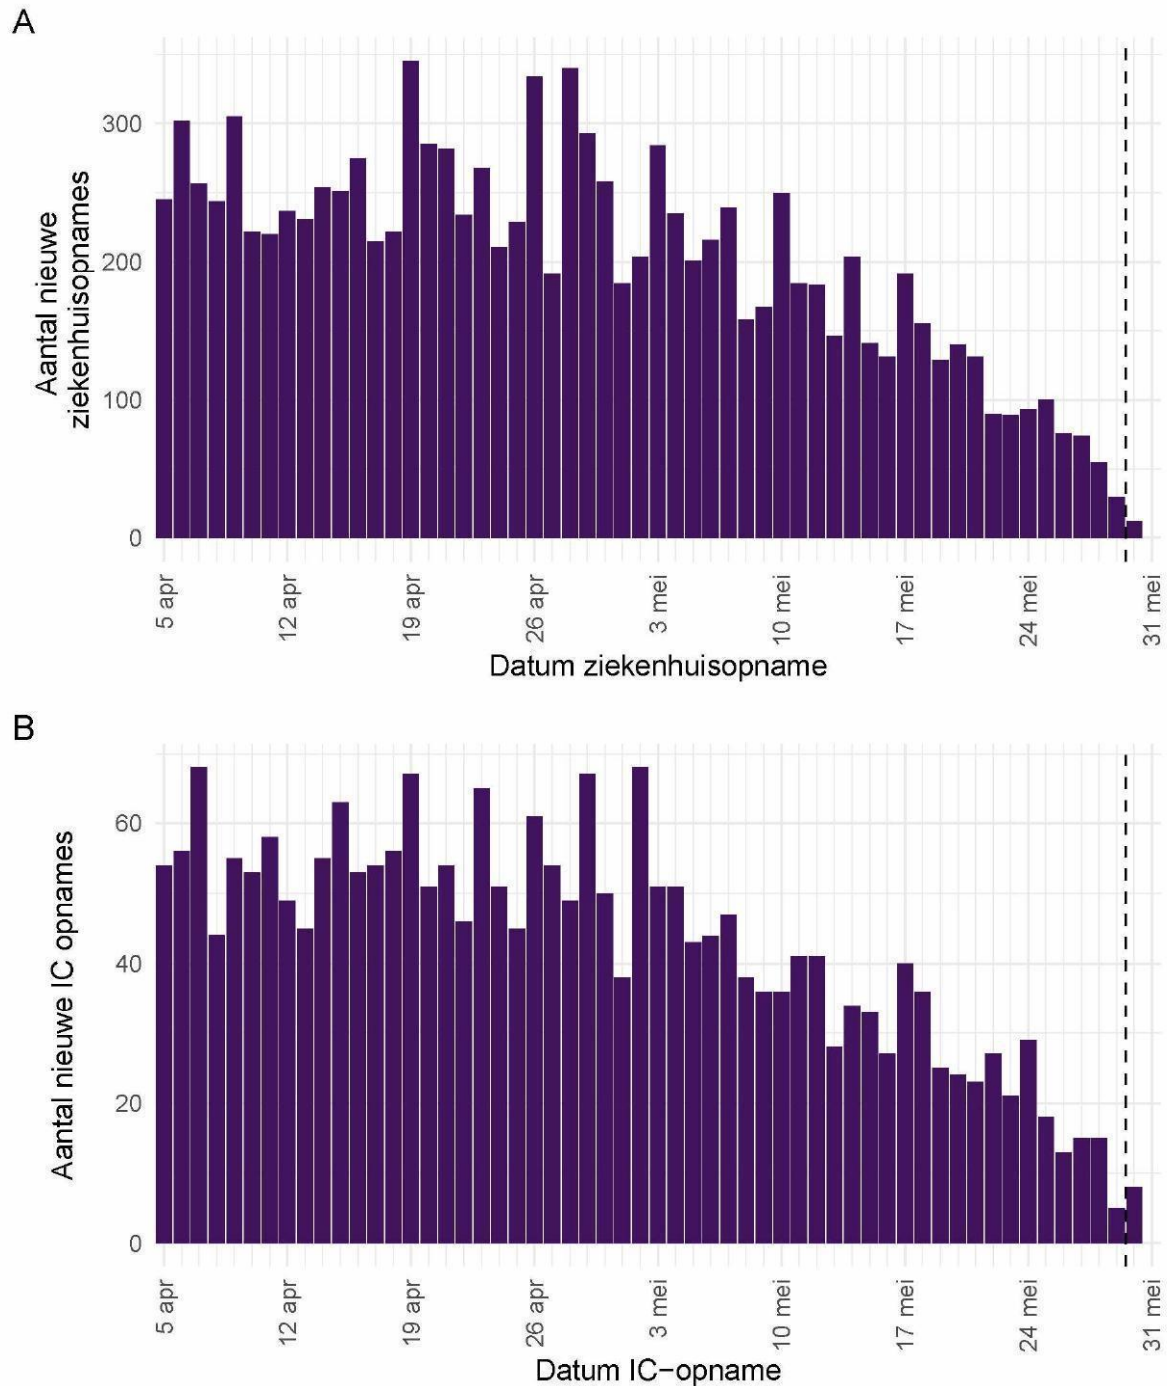 A
300
200
100
0
Aantal nieuwe
ziekenhuisopnames
5 apr
12 apr
19 apr
26 apr
3 mei
10 mei
17 mei
24 mei
31 mei
Datum ziekenhuisopname
B
60
40
20
0
Aantal nieuwe IC opnames
5 apr
12 apr
19 apr
26 apr
3 mei
10 mei
17 mei
24 mei
31 mei
Datum IC−opname